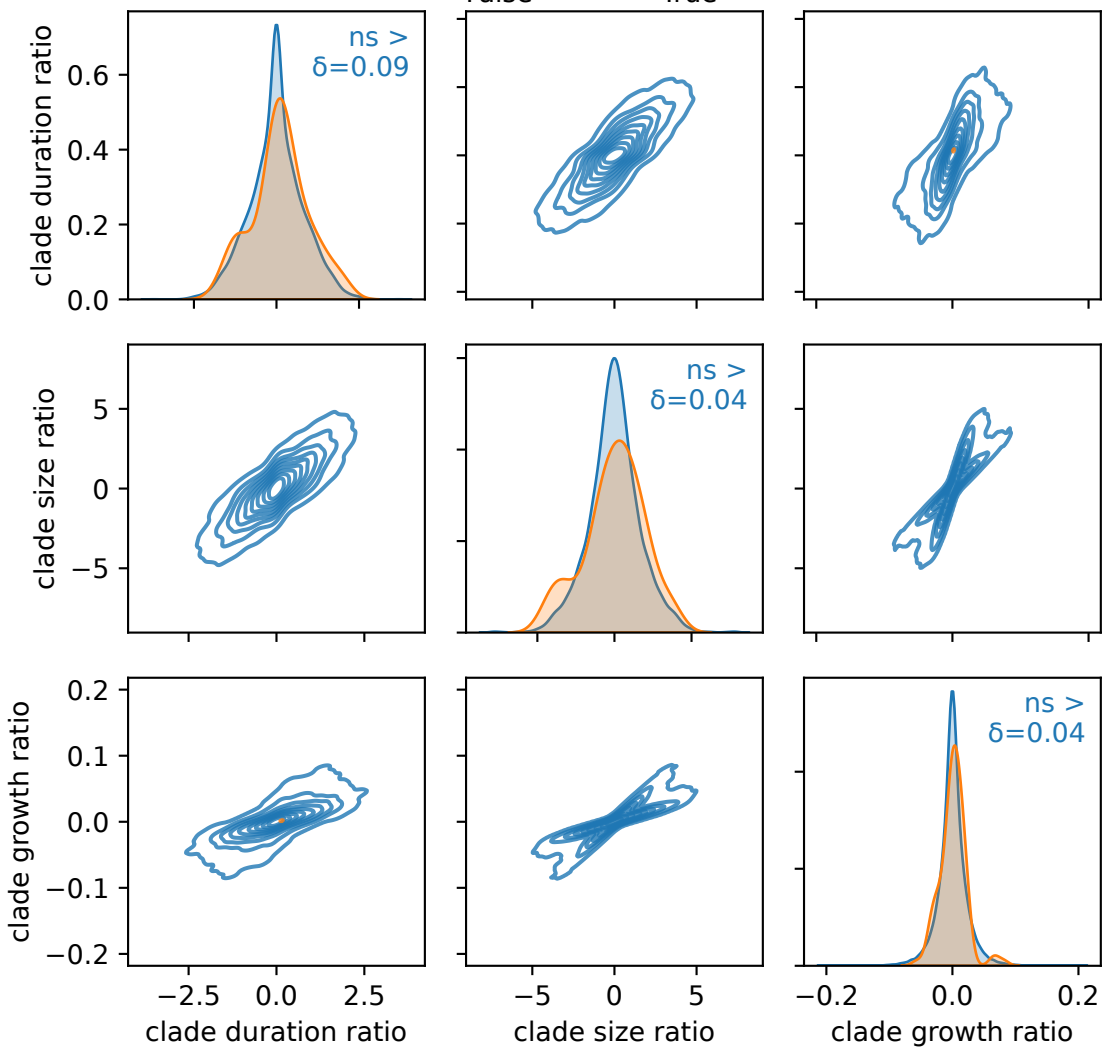 ns >
δ=0.09
clade duration ratio
0.6
0.4
0.2
0.0
ns >
δ=0.04
clade size ratio
5
0
−5
ns >
δ=0.04
clade growth ratio
0.2
0.1
0.0
−0.1
−0.2
−2.5 0.0 2.5
−5 0 5
−0.2 0.0 0.2
clade duration ratio
clade size ratio
clade growth ratio